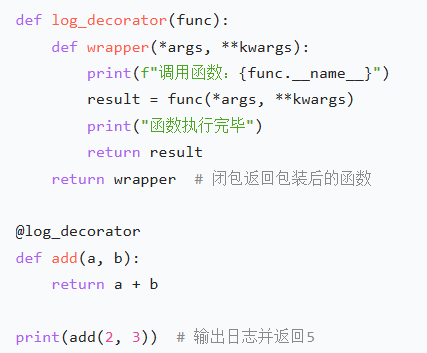 def log_decorator(func):
    def wrapper(*args, **kwargs):
        print(f"调用函数：{func.__name__}")
        result = func(*args, **kwargs)
        print("函数执行完毕")
        return result
    return wrapper  # 闭包返回包装后的函数

@log_decorator
def add(a, b):
    return a + b

print(add(2, 3))  # 输出日志并返回5